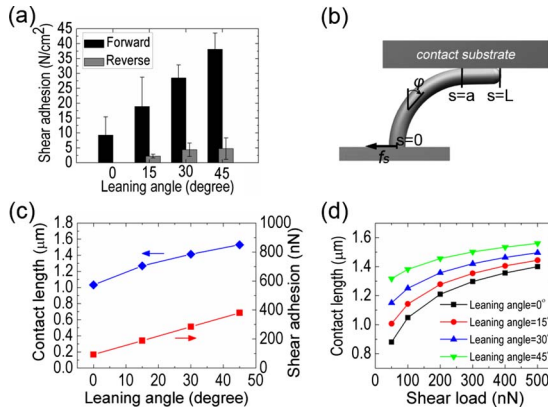 (a)
Shear adhesion (N/cm²)
45
40
35
30
25
20
15
10
5
0
Forward
Reverse
0 15 30 45
Leaning angle (degree)
(b)
contact substrate
φ
s=a s=L
s=0
fs
(c)
Contact length (μm)
1.8
1.6
1.4
1.2
1.0
0.8
0.6
0.4
0.2
0.0
1000
800
600
400
200
0
Shear adhesion (nN)
0 10 20 30 40 50
Leaning angle (degree)
(d)
Contact length (μm)
1.6
1.4
1.2
1.0
0.8
Leaning angle=0°
Leaning angle=15°
Leaning angle=30°
Leaning angle=45°
0 100 200 300 400 500
Shear load (nN)